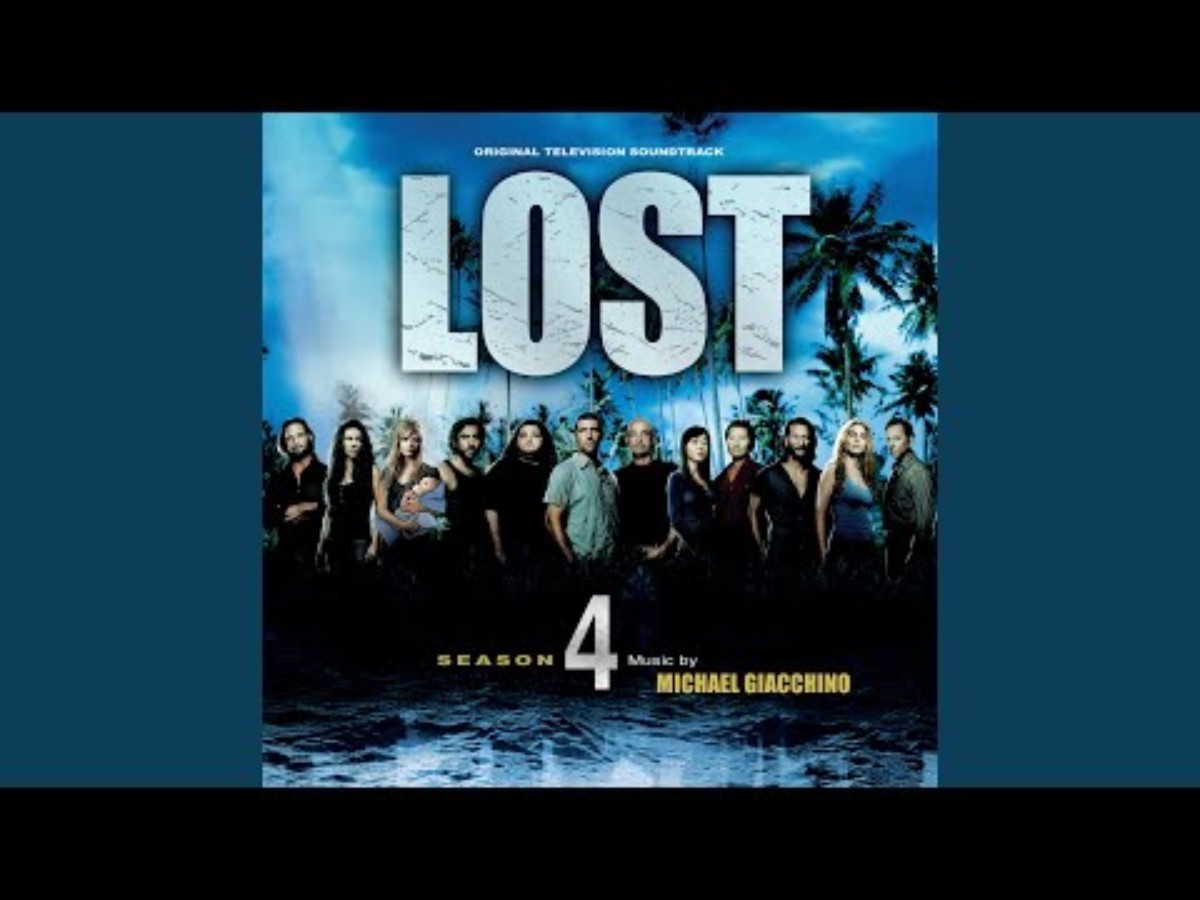 ORIGINAL TELEVISION SOUNDTRACK
LOST
SEASON 4 Music by
MICHAEL GIACCHINO